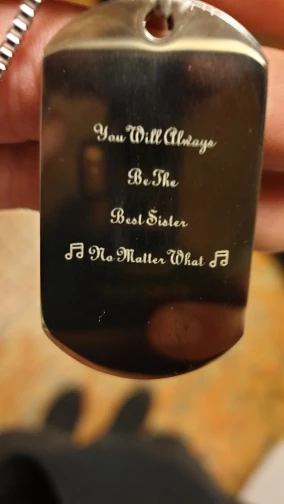 You Will Always
Be The
Best Sister
♫ No Matter What ♫